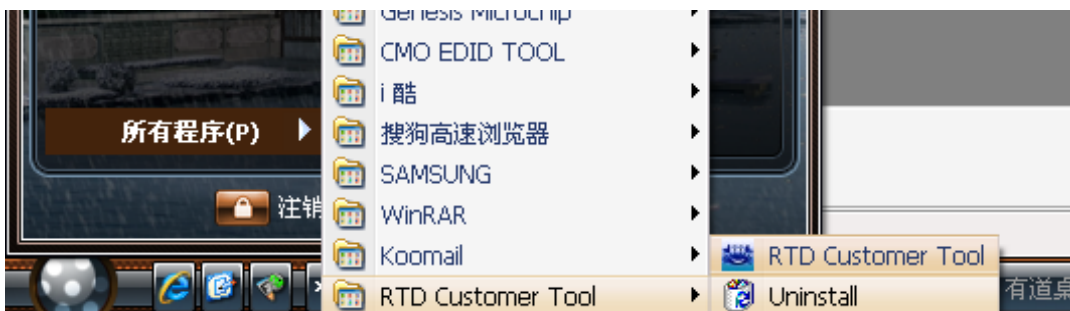 Genesis Microchip
CMO EDID TOOL
i 酷
所有程序(P)
搜狗高速浏览器
SAMSUNG
注销
WinRAR
Koomail
RTD Customer Tool
RTD Customer Tool
Uninstall
有道桌